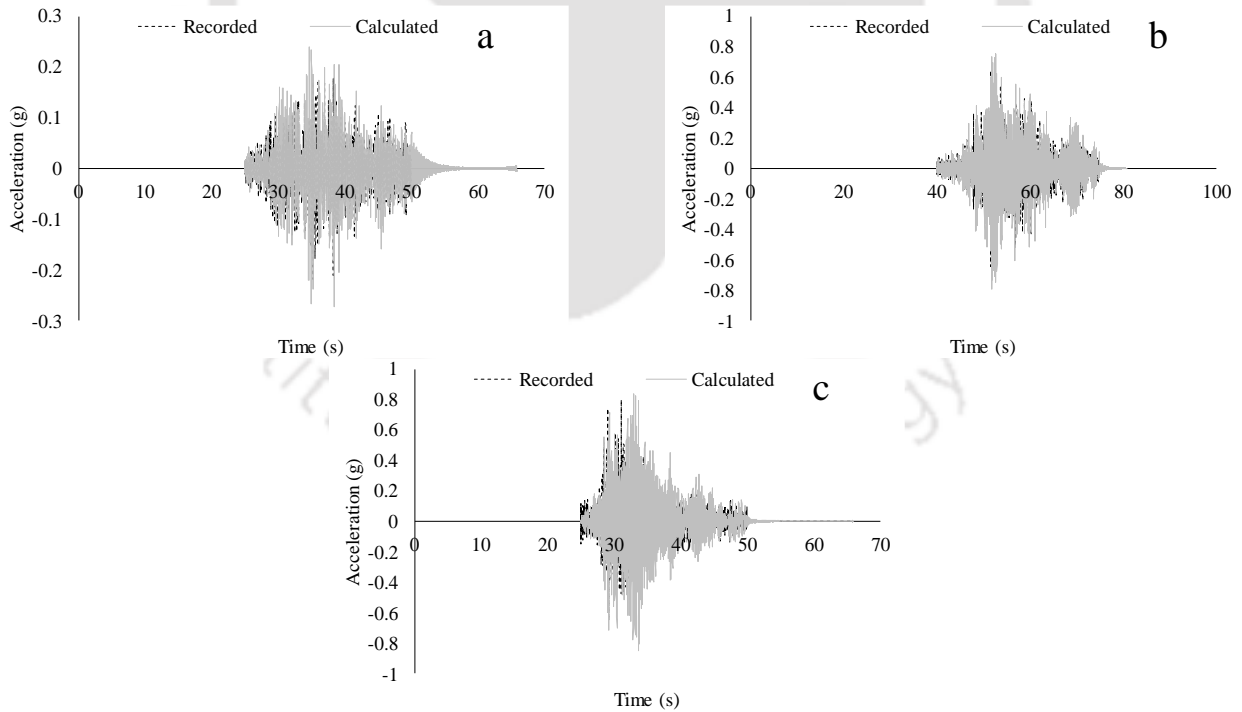 Recorded Calculated a
0.3
0.2
0.1
0
-0.1
-0.2
-0.3
0 10 20 30 40 50 60 70
Acceleration (g)
Time (s)
Recorded Calculated b
1
0.8
0.6
0.4
0.2
0
-0.2
-0.4
-0.6
-0.8
-1
0 20 40 60 80 100
Acceleration (g)
Time (s)
Recorded Calculated c
1
0.8
0.6
0.4
0.2
0
-0.2
-0.4
-0.6
-0.8
-1
0 10 20 30 40 50 60 70
Acceleration (g)
Time (s)